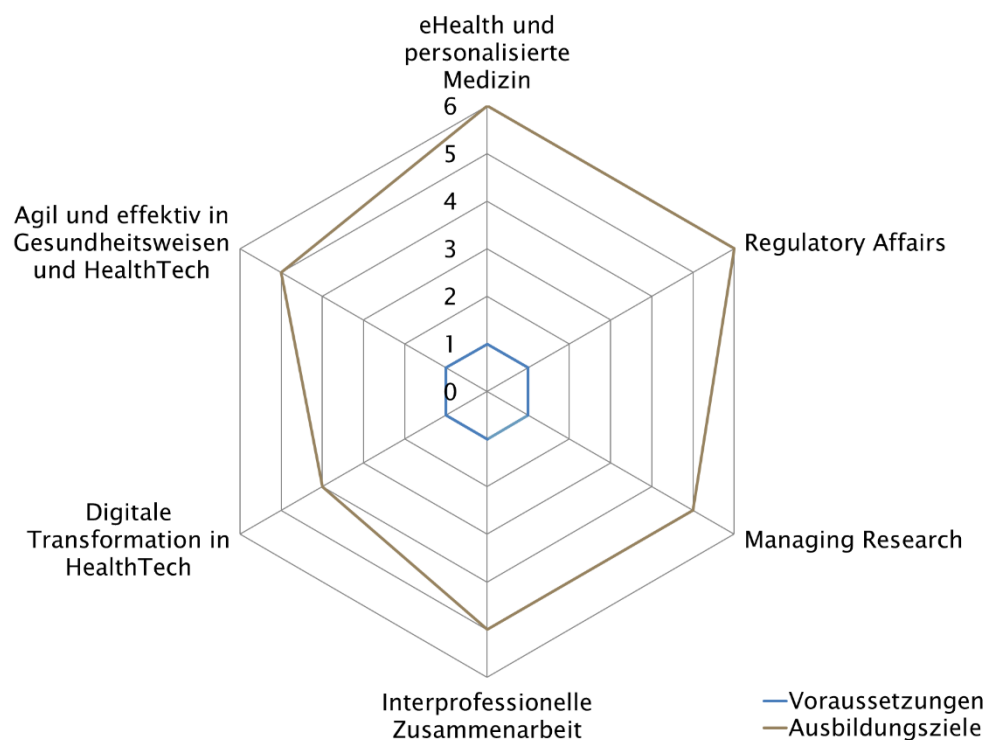 eHealth und
personalisierte
Medizin
6
5
4
3
2
1
0
Regulatory Affairs
Managing Research
Interprofessionelle
Zusammenarbeit
Digitale
Transformation in
HealthTech
Agil und effektiv in
Gesundheitsweisen
und HealthTech
Voraussetzungen
Ausbildungsziele